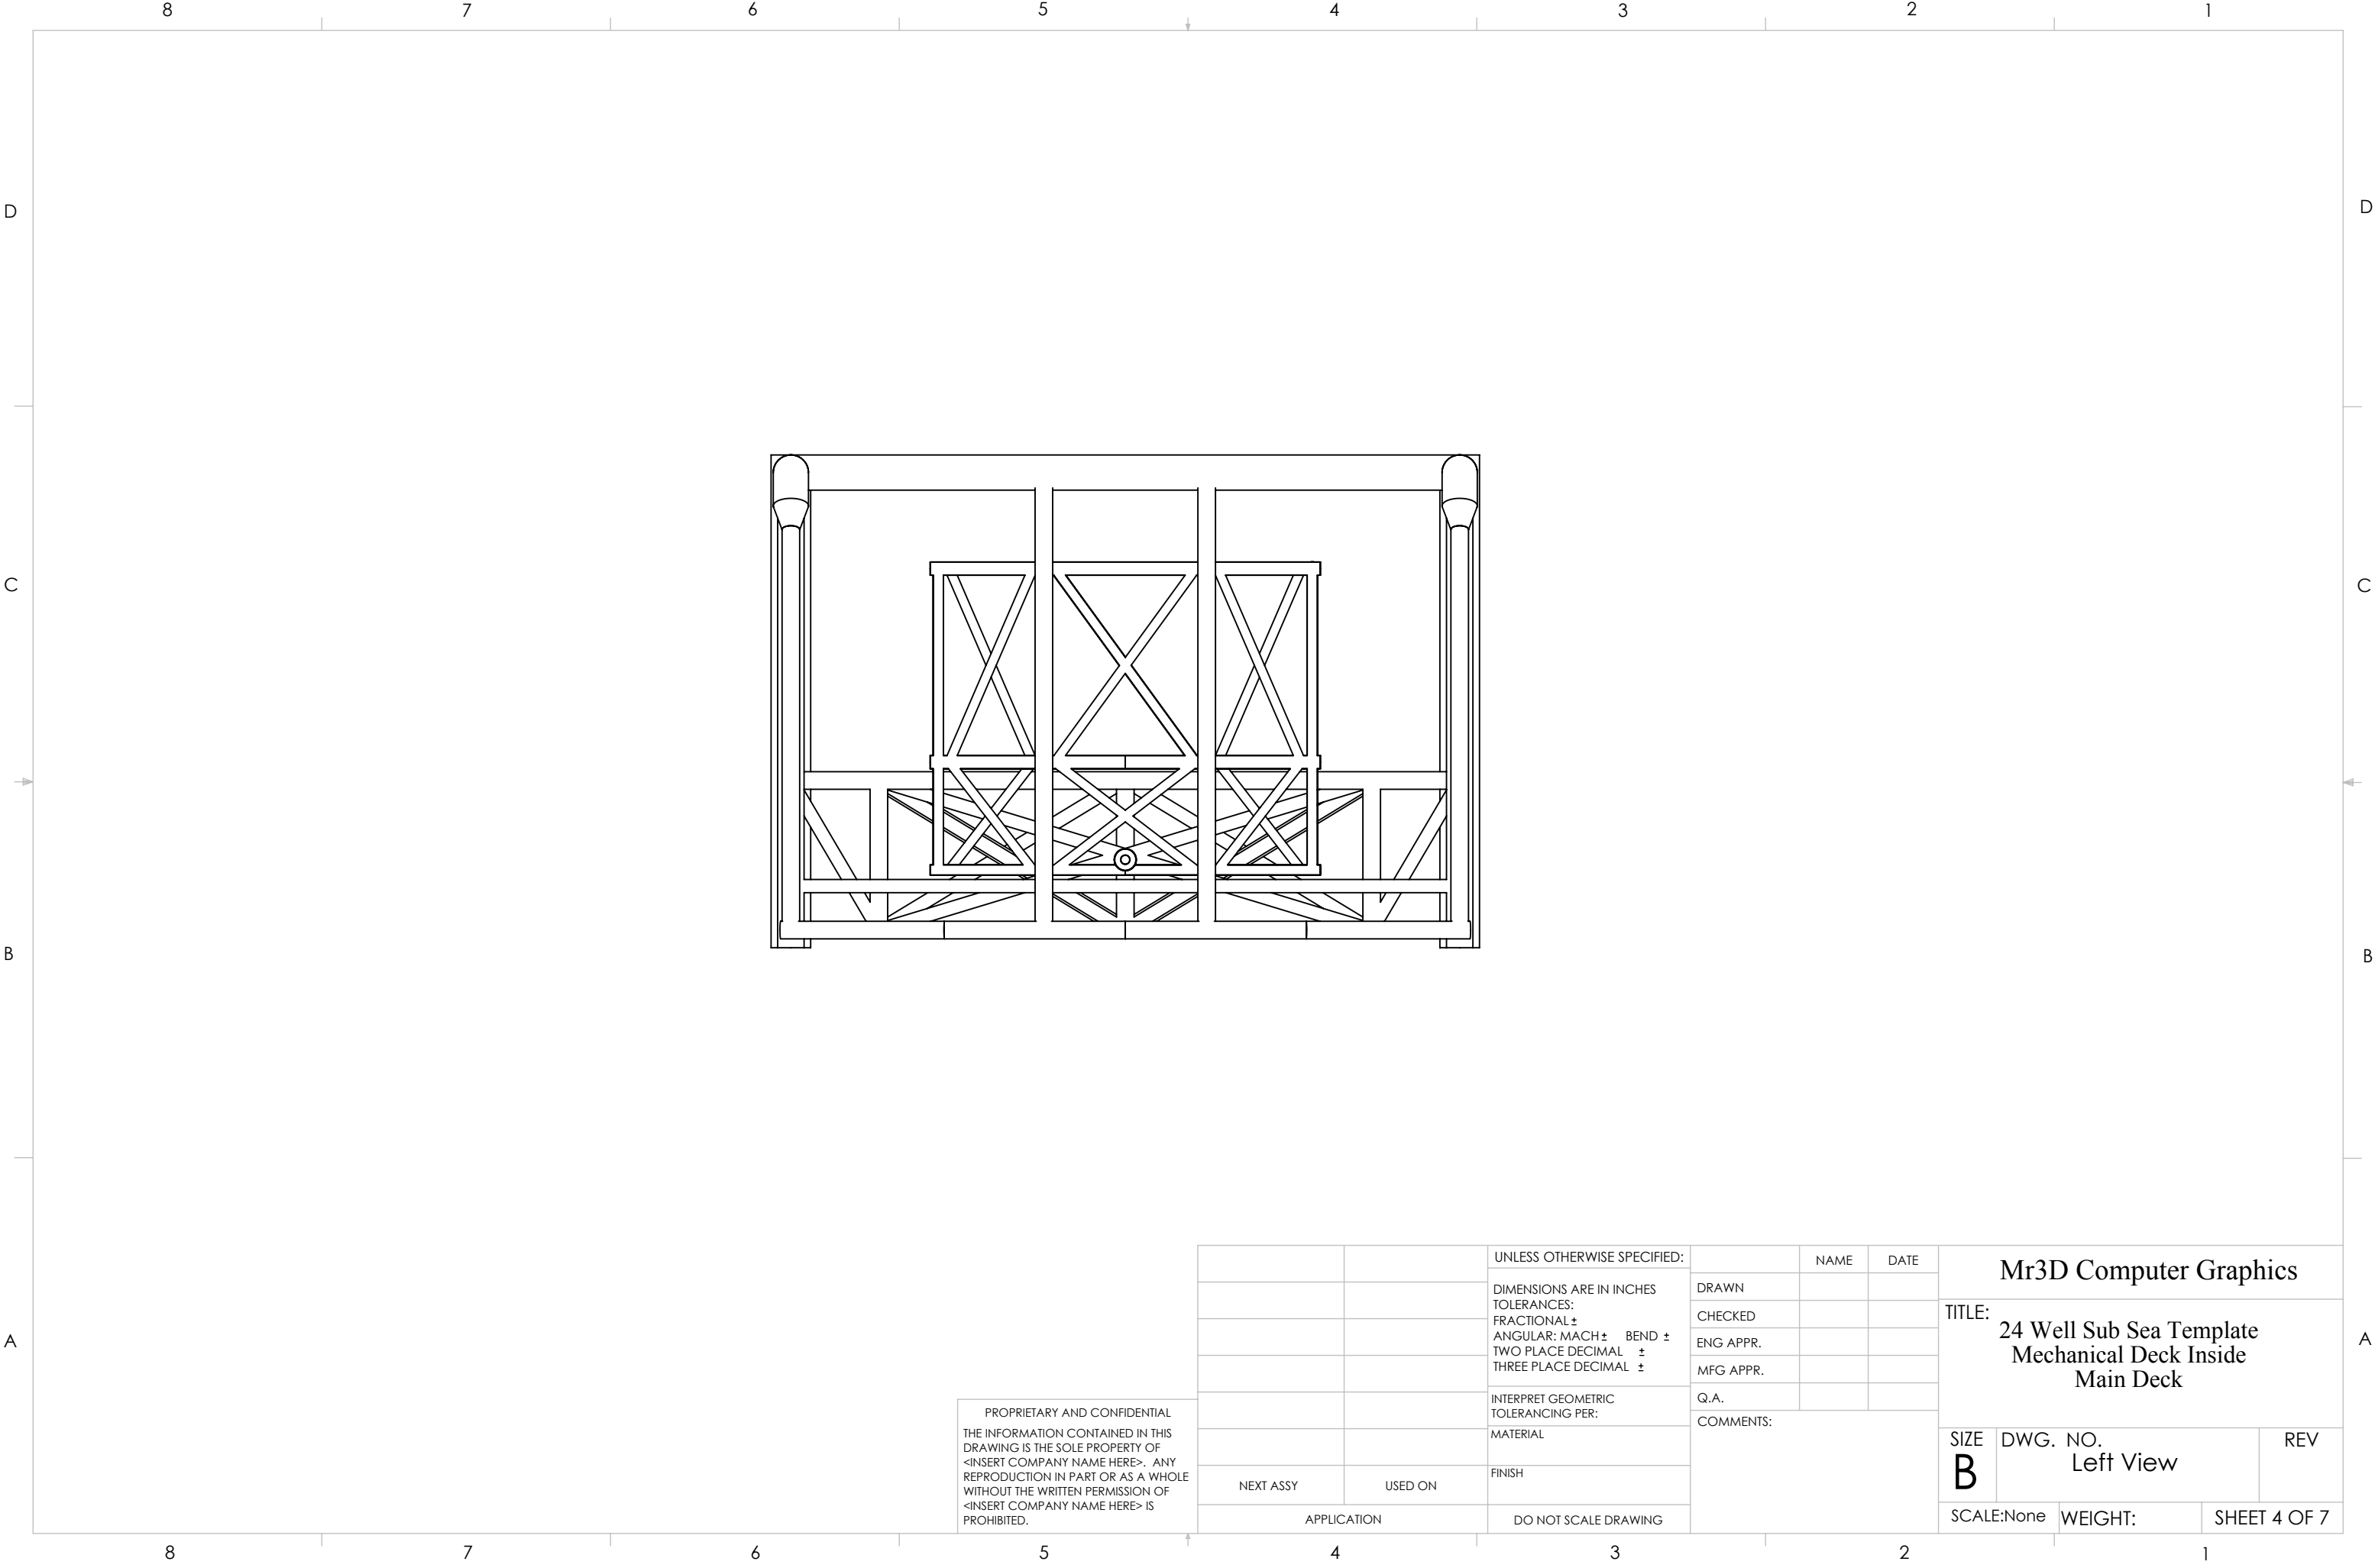 8 7 6 5 4 3 2 1
D D
C C
B B
A A
UNLESS OTHERWISE SPECIFIED:
DIMENSIONS ARE IN INCHES
TOLERANCES:
FRACTIONAL ±
ANGULAR: MACH ± BEND ±
TWO PLACE DECIMAL ±
THREE PLACE DECIMAL ±
INTERPRET GEOMETRIC
TOLERANCING PER:
MATERIAL
FINISH
DO NOT SCALE DRAWING
NAME DATE
DRAWN
CHECKED
ENG APPR.
MFG APPR.
Q.A.
COMMENTS:
Mr3D Computer Graphics
TITLE:
24 Well Sub Sea Template
Mechanical Deck Inside
Main Deck
SIZE DWG. NO. REV
B Left View
SCALE:None WEIGHT: SHEET 4 OF 7
PROPRIETARY AND CONFIDENTIAL
THE INFORMATION CONTAINED IN THIS
DRAWING IS THE SOLE PROPERTY OF
<INSERT COMPANY NAME HERE>. ANY
REPRODUCTION IN PART OR AS A WHOLE
WITHOUT THE WRITTEN PERMISSION OF
<INSERT COMPANY NAME HERE> IS
PROHIBITED.
NEXT ASSY USED ON
APPLICATION
8 7 6 5 4 3 2 1